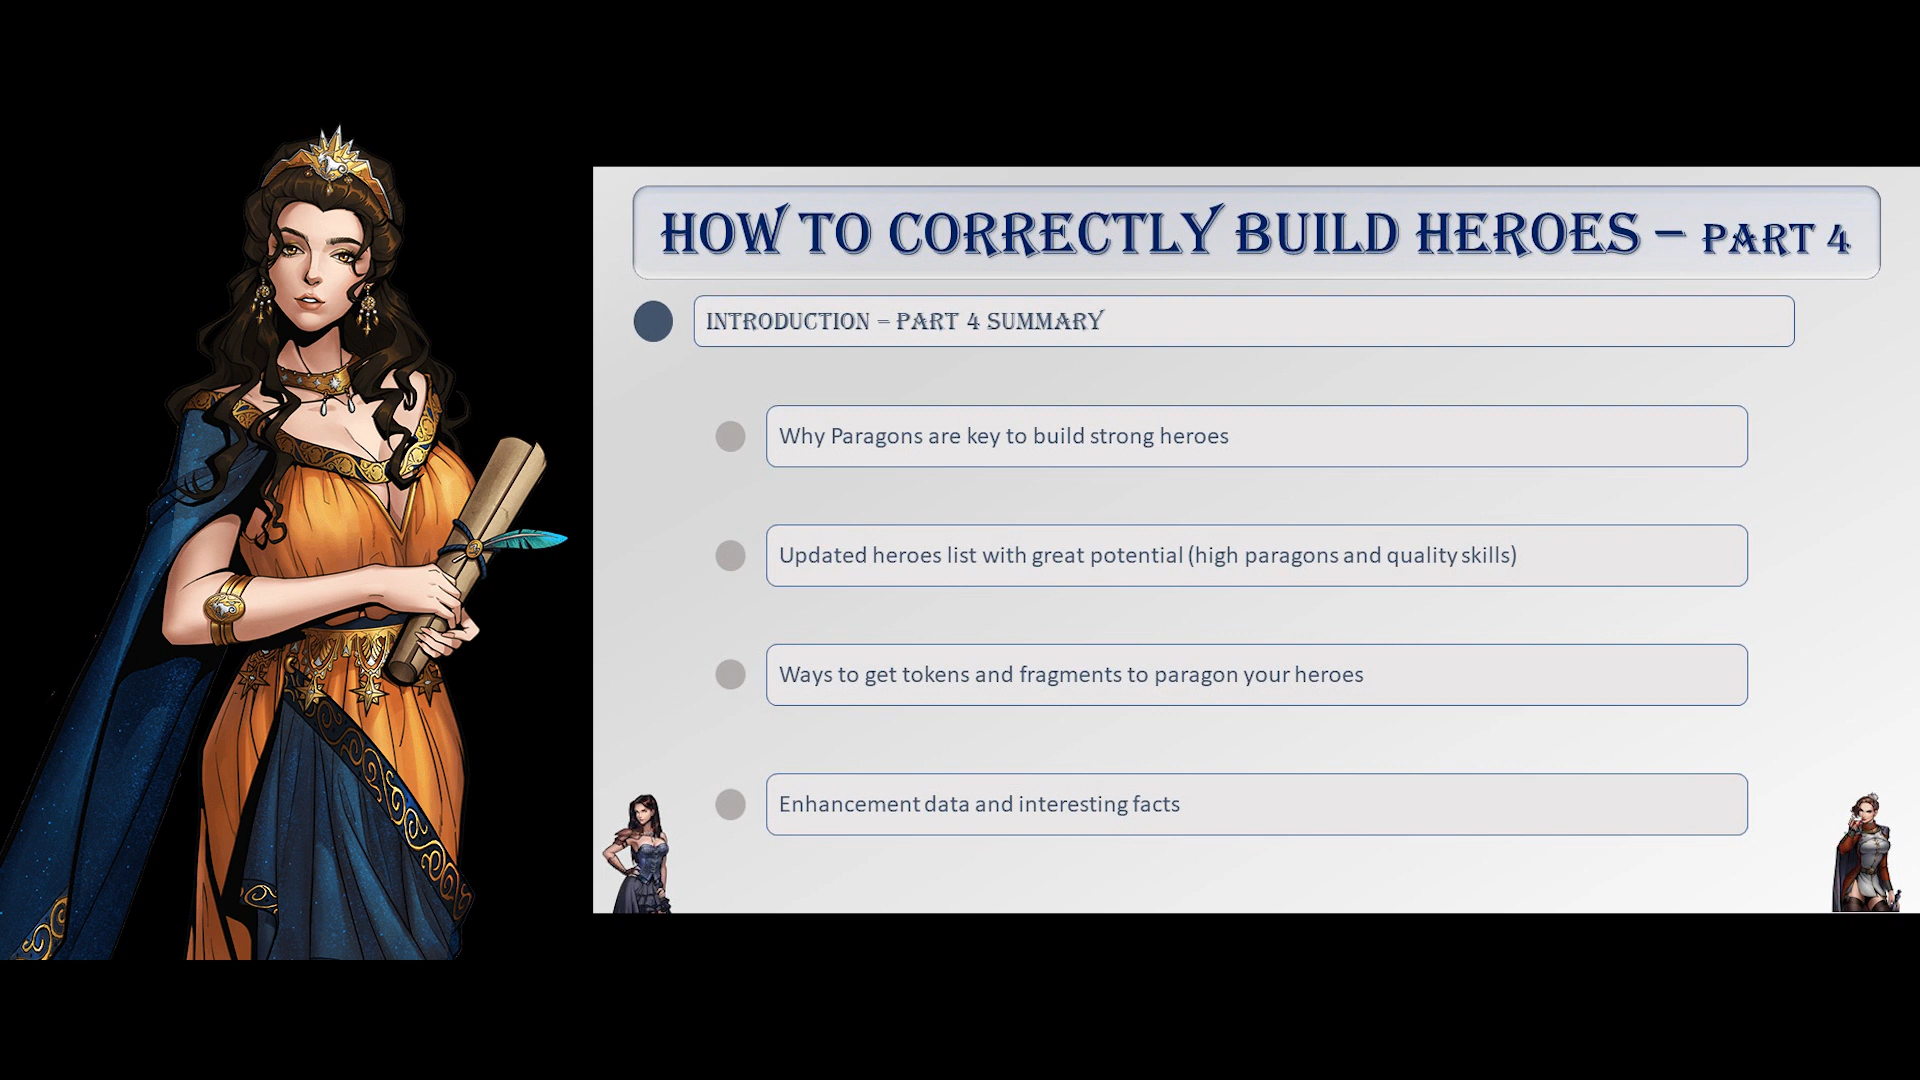 HOW TO CORRECTLY BUILD HEROES – PART 4
INTRODUCTION – PART 4 SUMMARY
Why Paragons are key to build strong heroes
Updated heroes list with great potential (high paragons and quality skills)
Ways to get tokens and fragments to paragon your heroes
Enhancement data and interesting facts